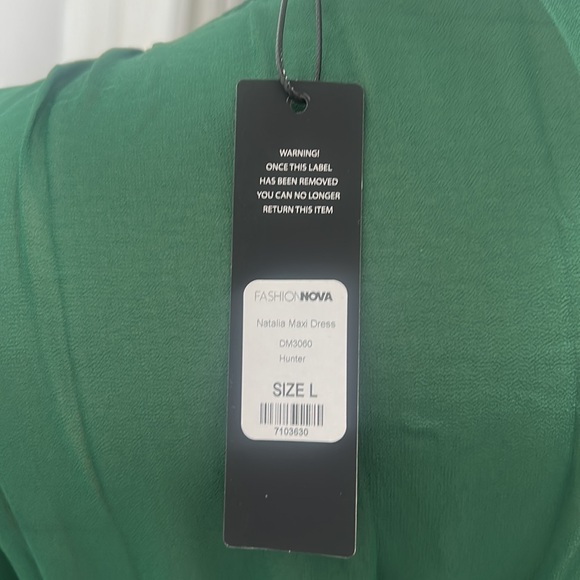 WARNING!
ONCE THIS LABEL
HAS BEEN REMOVED
YOU CAN NO LONGER
RETURN THIS ITEM
FASHIONNOVA
Natalia Maxi Dress
DM3060
Hunter
SIZE L
7103630